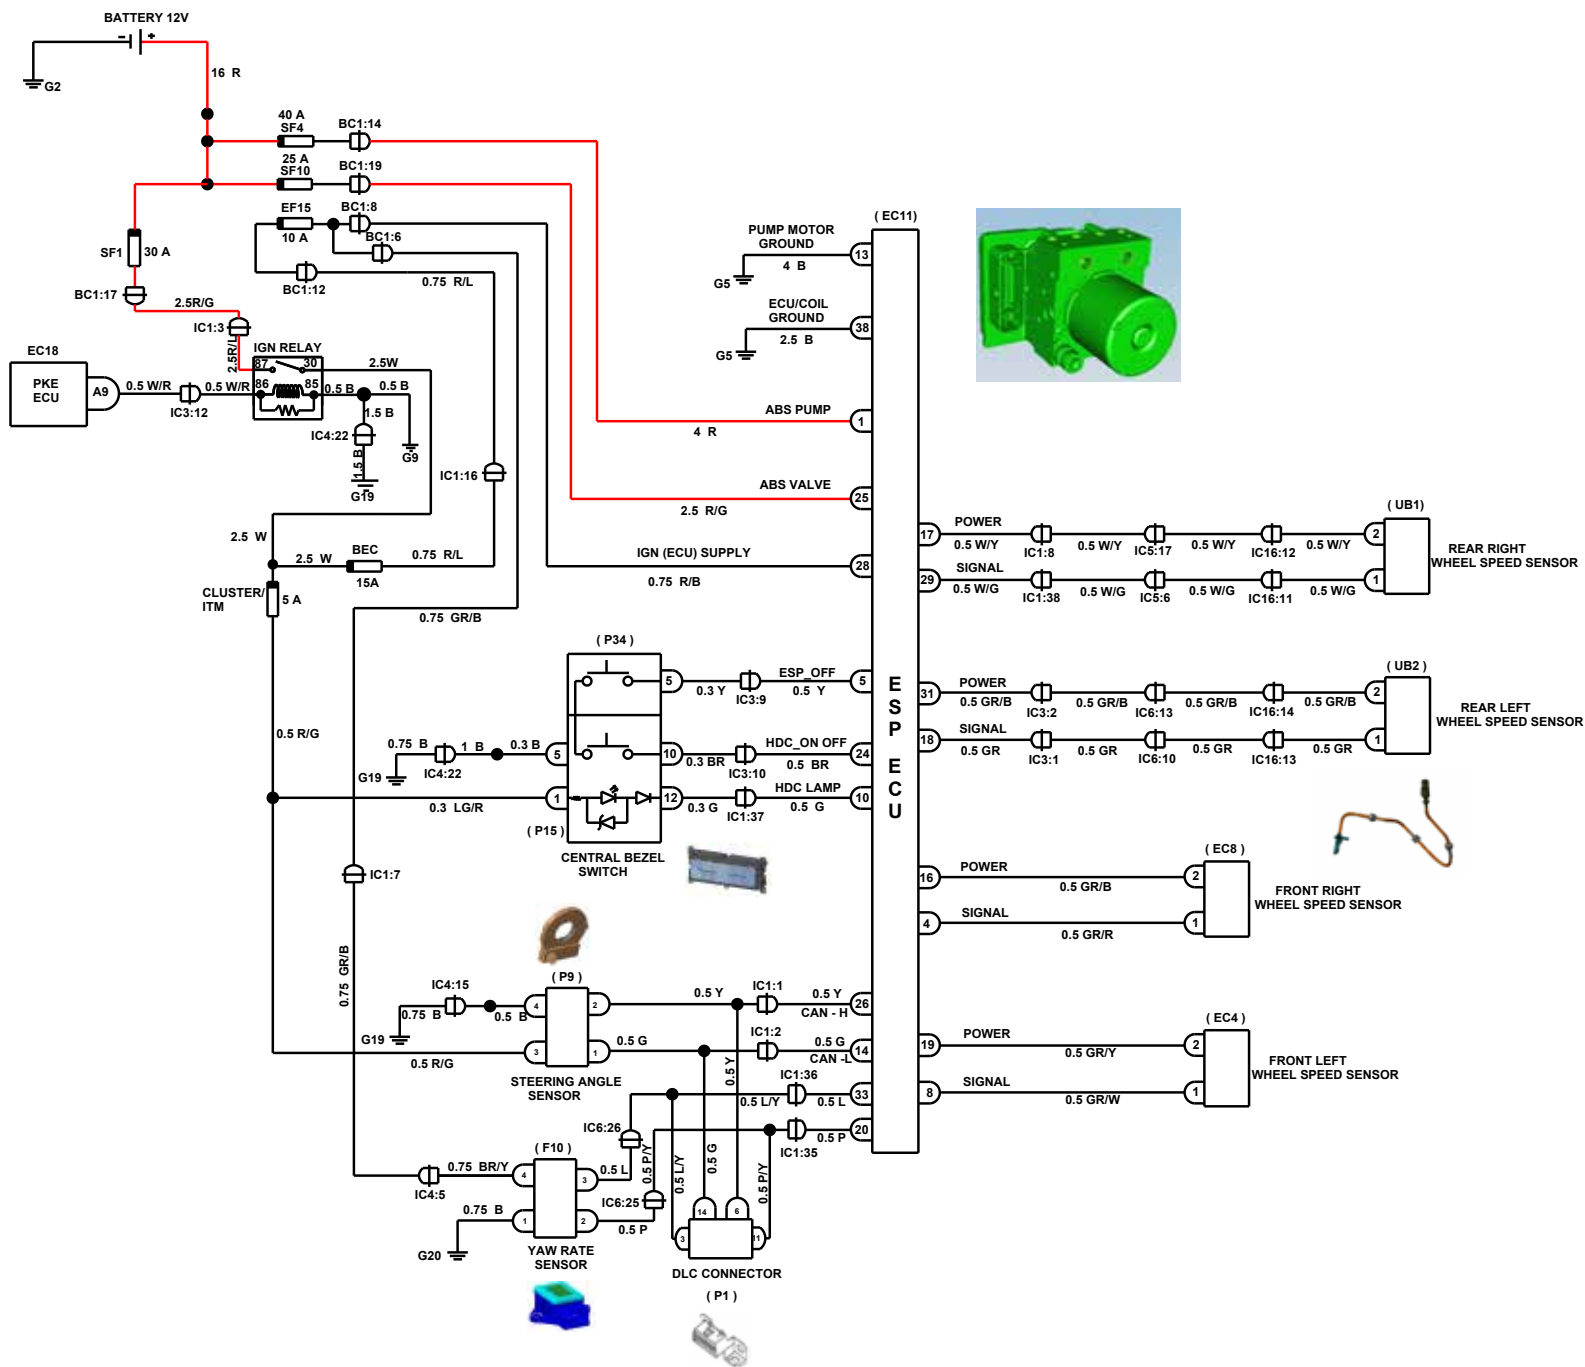 BATTERY 12V
- +
16 R
G2
40 A
SF4
BC1:14
25 A
SF10
BC1:19
EF15
10 A
BC1:8
BC1:6
BC1:12
0.75 R/L
SF1
30 A
BC1:17
2.5R/G
IC1:3
2.5R/L
IGN RELAY
87
30
86
85
2.5W
EC18
PKE
ECU
A9
0.5 W/R
IC3:12
0.5 W/R
0.5 B
0.5 B
1.5 B
IC4:22
1.5 B
G9
G19
IC1:16
2.5 W
2.5 W
BEC
15A
0.75 R/L
CLUSTER/
ITM
5 A
0.75 GR/B
( EC11)
PUMP MOTOR
GROUND
4 B
13
G5
ECU/COIL
GROUND
2.5 B
38
G5
ABS PUMP
4 R
1
ABS VALVE
2.5 R/G
25
IGN (ECU) SUPPLY
0.75 R/B
28
E
S
P
E
C
U
( P34 )
5
0.3 Y
IC3:9
ESP_OFF
0.5 Y
5
0.5 R/G
0.75 B
1 B
0.3 B
5
G19
IC4:22
10
0.3 BR
IC3:10
HDC_ON OFF
0.5 BR
24
0.3 LG/R
1
12
0.3 G
IC1:37
HDC LAMP
0.5 G
10
( P15 )
CENTRAL BEZEL
SWITCH
IC1:7
0.75 GR/B
( P9 )
IC4:15
0.75 B
0.5 B
4
2
0.5 Y
IC1:1
0.5 Y
CAN - H
26
G19
0.5 R/G
3
1
0.5 G
IC1:2
0.5 G
CAN -L
14
STEERING ANGLE
SENSOR
0.5 Y
IC1:36
0.5 L/Y
0.5 L
33
IC6:26
0.5 P
20
IC1:35
( F10 )
0.75 BR/Y
IC4:5
4
3
0.5 L
0.5 P/Y
0.5 L/Y
0.5 G
0.5 P/Y
0.75 B
1
2
0.5 P
IC6:25
G20
YAW RATE
SENSOR
14
6
3
11
DLC CONNECTOR
( P1 )
( UB1)
17
POWER
0.5 W/Y
IC1:8
0.5 W/Y
IC5:17
0.5 W/Y
IC16:12
0.5 W/Y
2
29
SIGNAL
0.5 W/G
IC1:38
0.5 W/G
IC5:6
0.5 W/G
IC16:11
0.5 W/G
1
REAR RIGHT
WHEEL SPEED SENSOR
( UB2 )
31
POWER
0.5 GR/B
IC3:2
0.5 GR/B
IC6:13
0.5 GR/B
IC16:14
0.5 GR/B
2
18
SIGNAL
0.5 GR
IC3:1
0.5 GR
IC6:10
0.5 GR
IC16:13
0.5 GR
1
REAR LEFT
WHEEL SPEED SENSOR
( EC8 )
16
POWER
0.5 GR/B
2
4
SIGNAL
0.5 GR/R
1
FRONT RIGHT
WHEEL SPEED SENSOR
( EC4 )
19
POWER
0.5 GR/Y
2
8
SIGNAL
0.5 GR/W
1
FRONT LEFT
WHEEL SPEED SENSOR